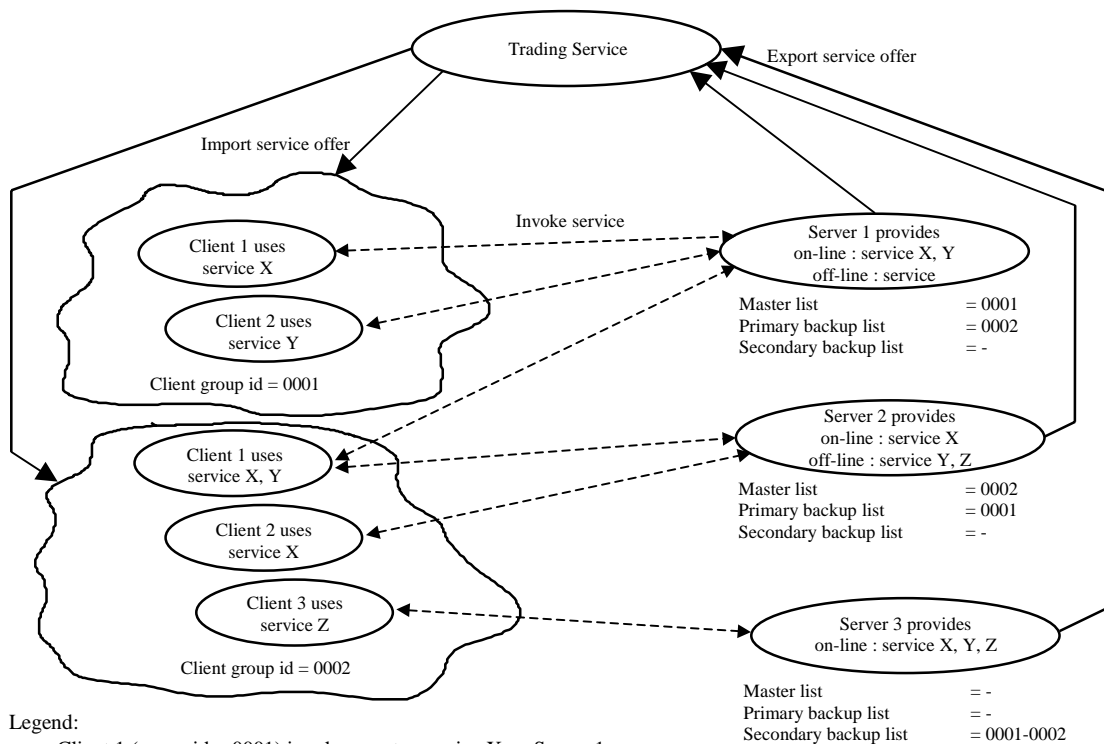 Trading Service
Export service offer
Import service offer
Client 1 uses
service X
Invoke service
Server 1 provides
on-line : service X, Y
off-line : service
Client 2 uses
service Y
Master list = 0001
Primary backup list = 0002
Secondary backup list = -
Client group id = 0001
Client 1 uses
service X, Y
Server 2 provides
on-line : service X
off-line : service Y, Z
Master list = 0002
Primary backup list = 0001
Secondary backup list = -
Client 2 uses
service X
Client 3 uses
service Z
Server 3 provides
on-line : service X, Y, Z
Client group id = 0002
Master list = -
Primary backup list = -
Secondary backup list = 0001-0002
Legend: